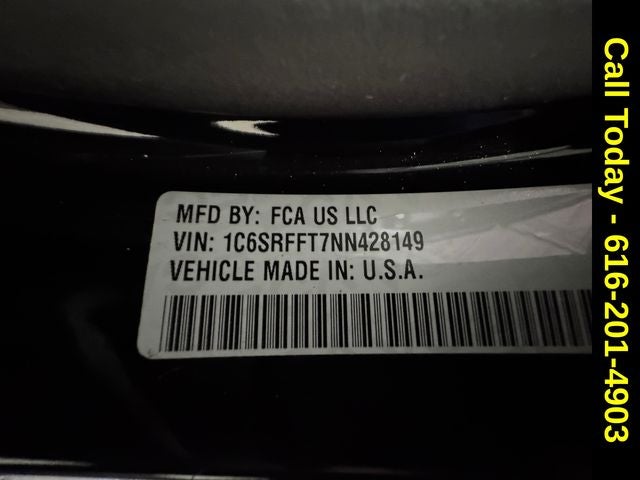 MFD BY: FCA US LLC
VIN: 1C6SRFFT7NN428149
VEHICLE MADE IN: U.S.A.
Call Today - 616-201-4903